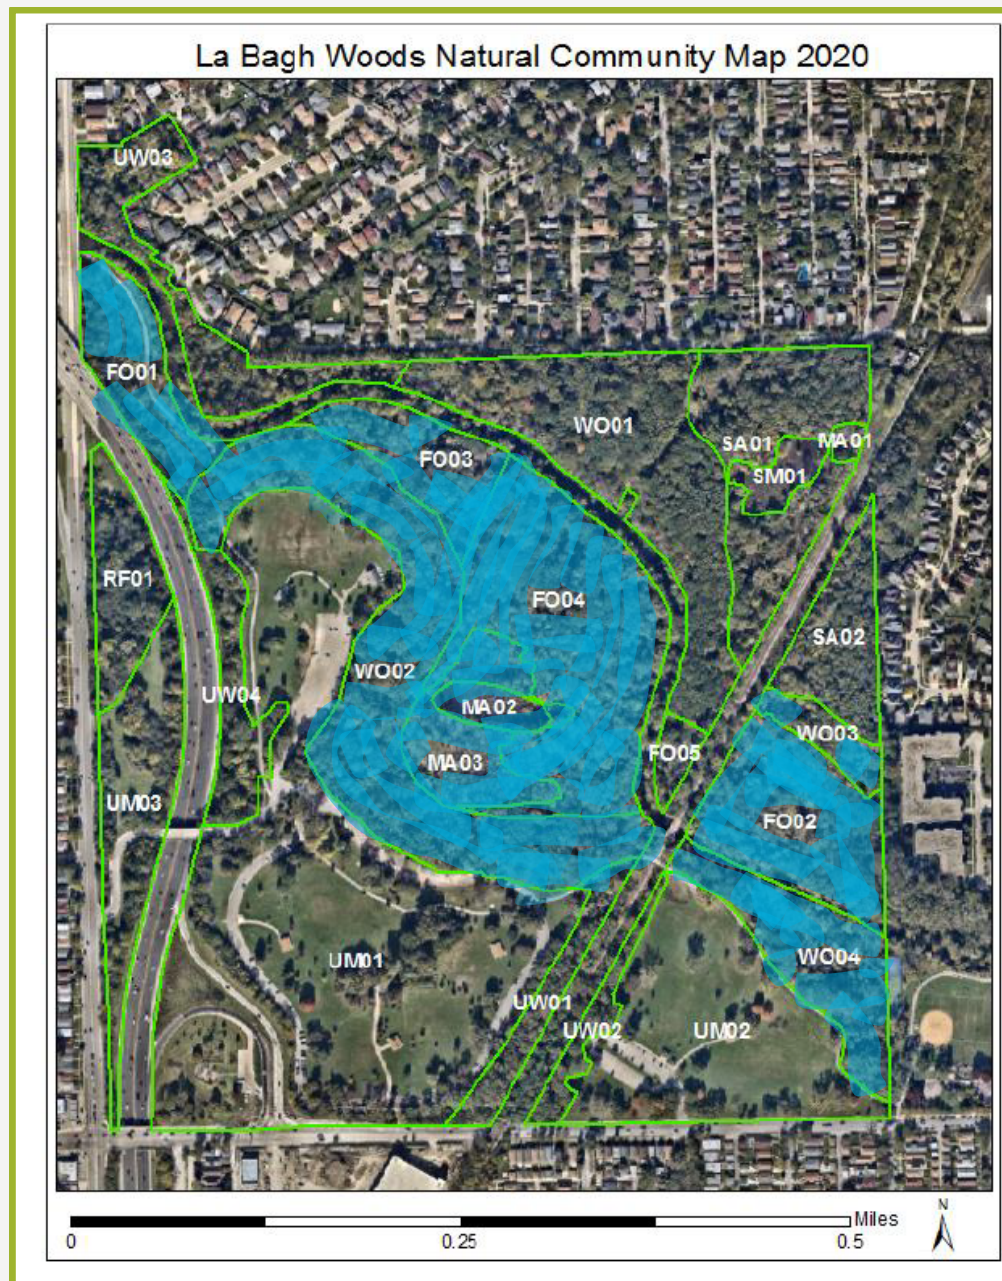 La Bagh Woods Natural Community Map 2020
UW03
FO01
WO01
SA01
MA01
FO03
SM01
RF01
FO04
SA02
WO02
UW04
MA02
WO03
FO05
MA03
UM03
FO02
WO04
UM01
UW01
UW02
UM02
N
Miles
0
0.25
0.5